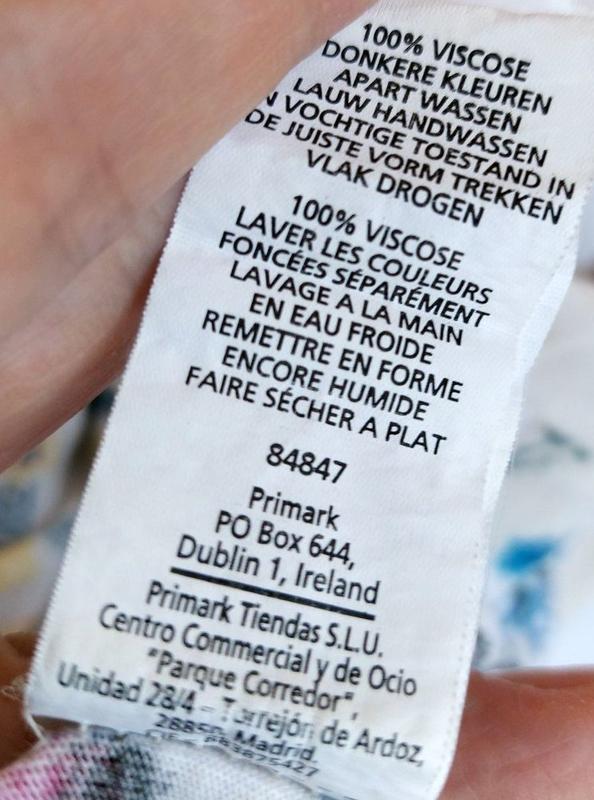 100% VISCOSE
DONKERE KLEUREN
APART WASSEN
LAUW HANDWASSEN
N VOCHTIGE TOESTAND IN
DE JUISTE VORM TREKKEN
VLAK DROGEN
100% VISCOSE
LAVER LES COULEURS
FONCÉES SÉPARÉMENT
LAVAGE A LA MAIN
EN EAU FROIDE
REMETTRE EN FORME
ENCORE HUMIDE
FAIRE SÉCHER A PLAT
84847
Primark
PO Box 644,
Dublin 1, Ireland
Primark Tiendas S.L.U.
Centro Commercial y de Ocio
"Parque Corredor",
Unidad 28/4 - Torrejón de Ardoz,
Madrid.